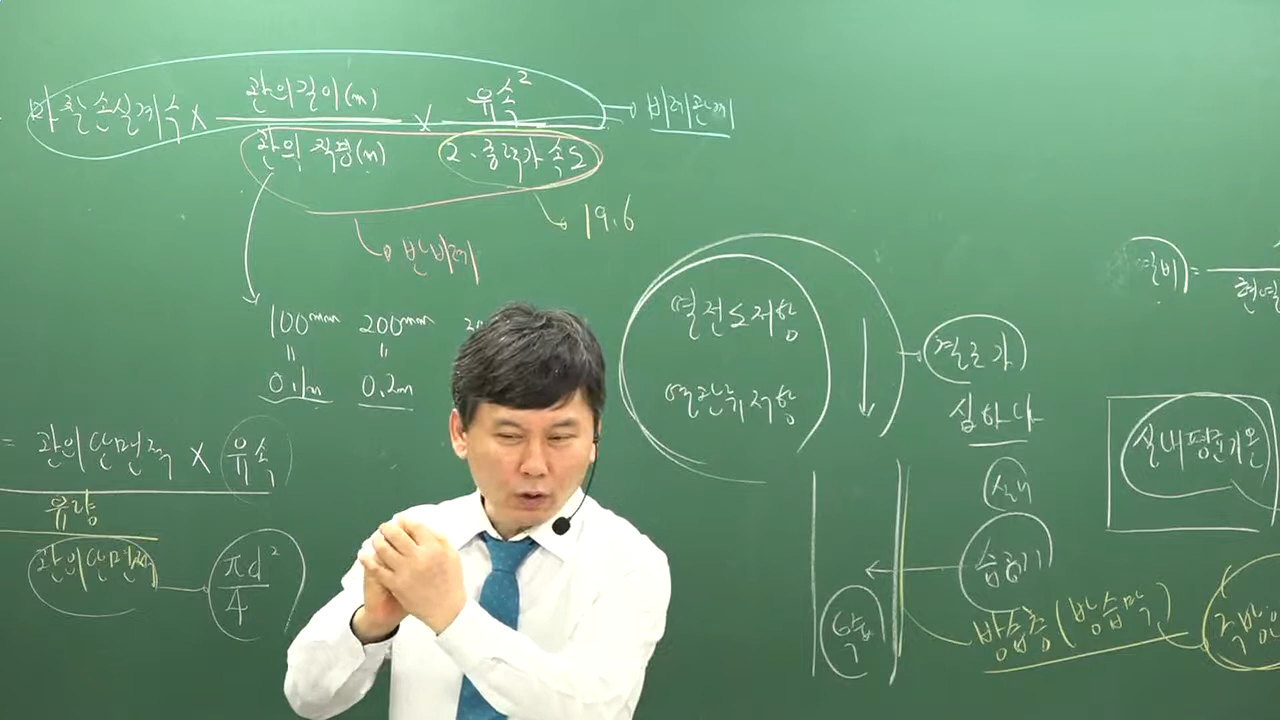 마찰손실계수 × 관의길이(m) × 유속²
관의 직경(m) 2·중력가속도
비례관계
19.6
반비례
100mm 200mm
= =
0.1m 0.2m
= 관의단면적 × 유속
유량
관의단면적
πd²
4
열전도저항
열관류저항
결로가
심하다
실내
습공기
방습층(방습막)
실내평균기온